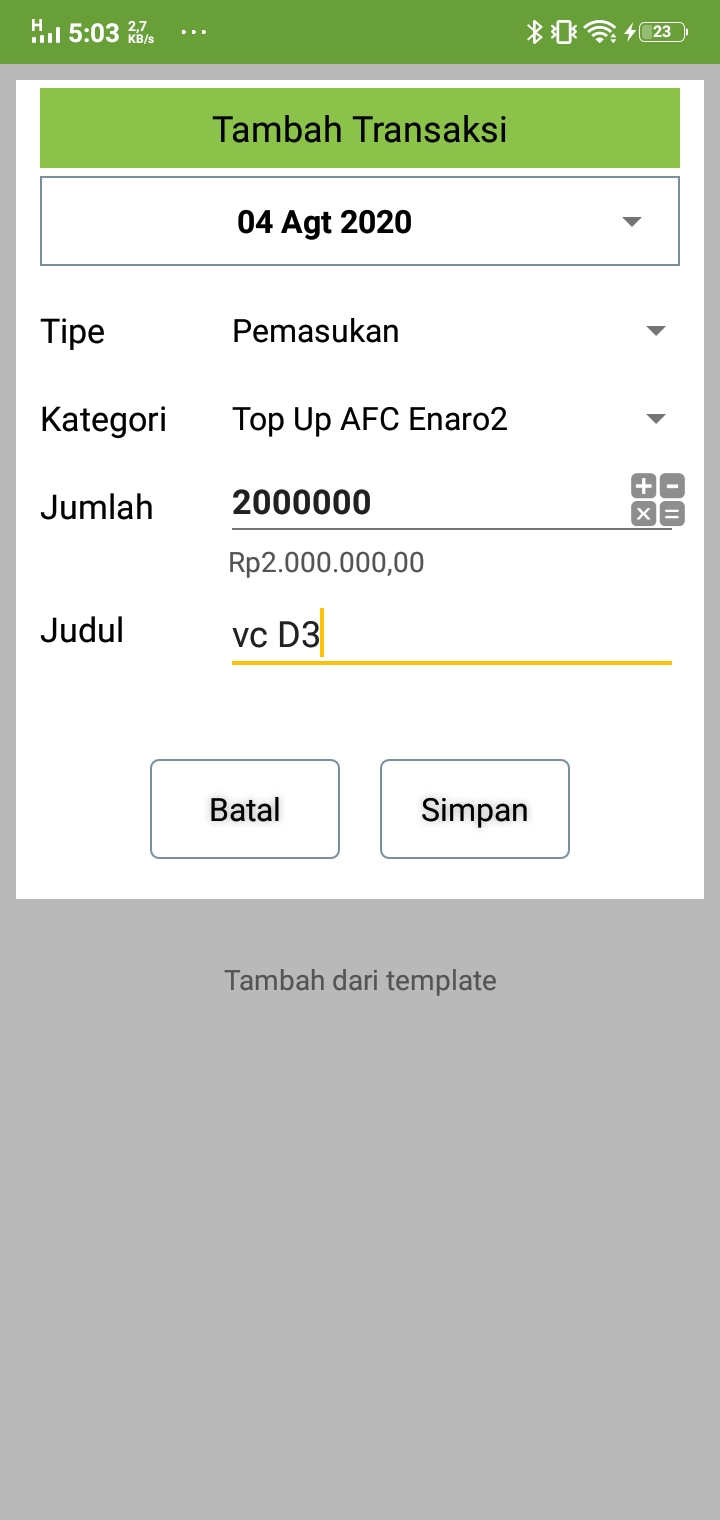 H 5:03 2,7 KB/s ... 23
Tambah Transaksi
04 Agt 2020
Tipe Pemasukan
Kategori Top Up AFC Enaro2
Jumlah 2000000
Rp2.000.000,00
Judul vc D3
Batal Simpan
Tambah dari template